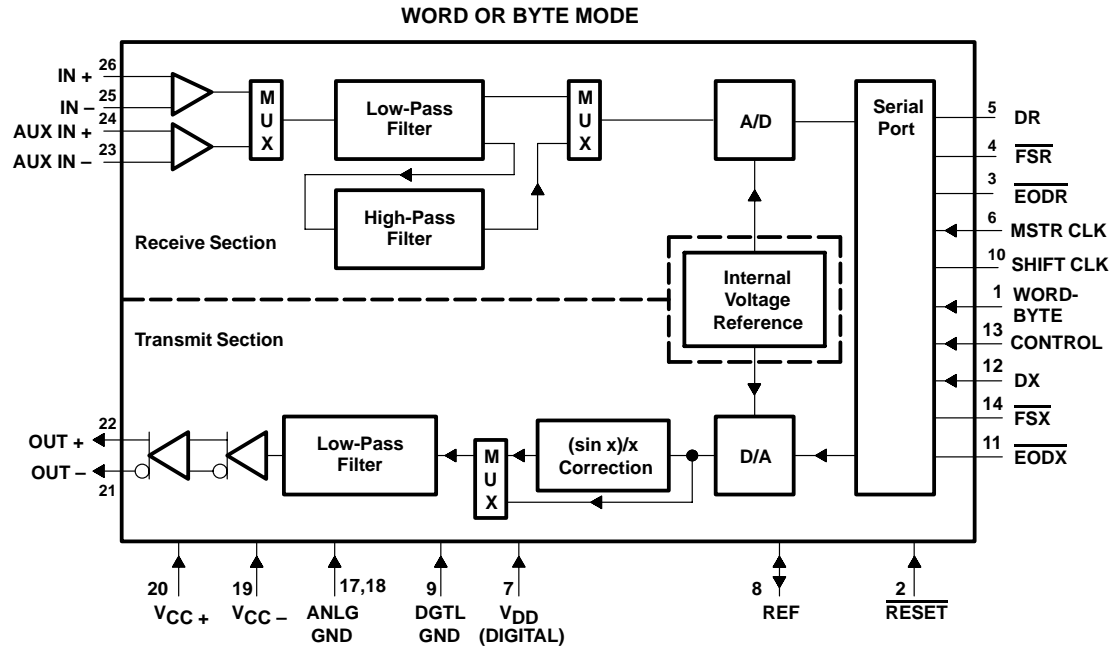 WORD OR BYTE MODE
IN +
26
IN –
25
AUX IN +
24
AUX IN –
23
M
U
X
Low-Pass
Filter
High-Pass
Filter
M
U
X
A/D
Serial
Port
5
DR
4
FSR
3
EODR
6
MSTR CLK
10
SHIFT CLK
1
WORD-
BYTE
13
CONTROL
12
DX
14
FSX
11
EODX
Receive Section
Internal
Voltage
Reference
Transmit Section
22
OUT +
OUT –
21
Low-Pass
Filter
M
U
X
(sin x)/x
Correction
D/A
20
VCC +
19
VCC –
17,18
ANLG
GND
9
DGTL
GND
7
VDD
(DIGITAL)
8
REF
2
RESET